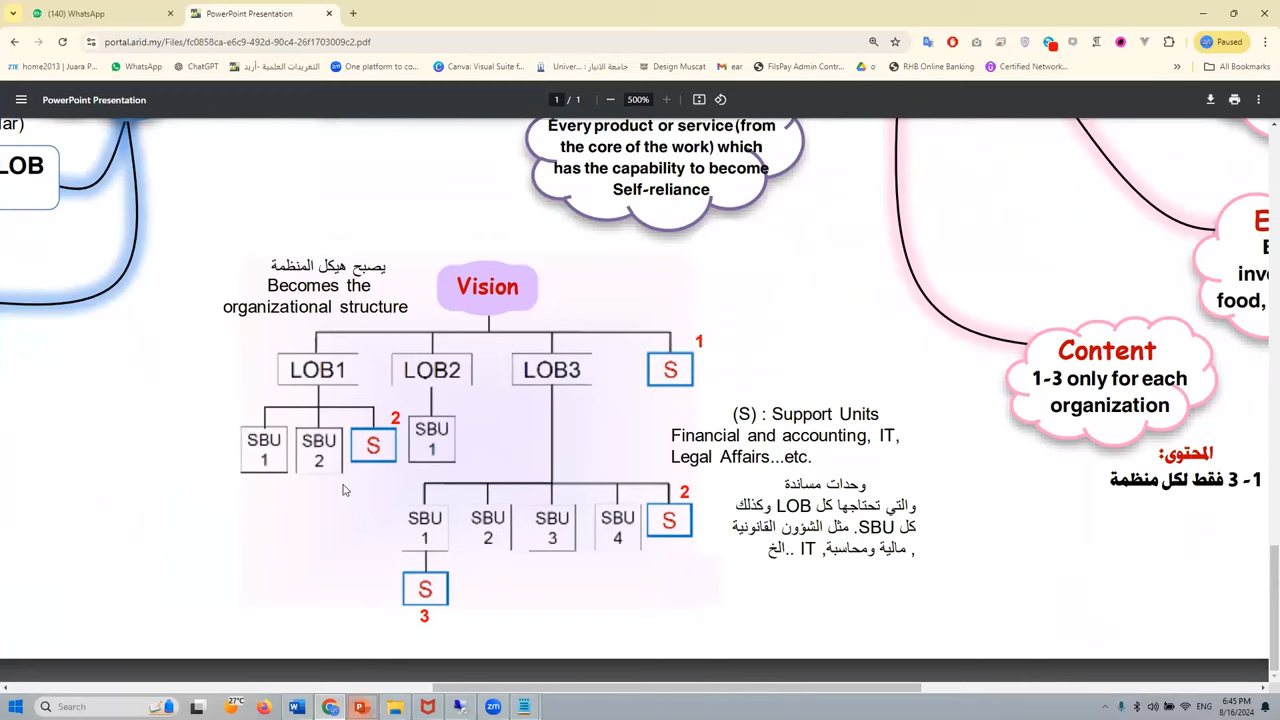 (140) WhatsApp
PowerPoint Presentation
portal.arid.my/Files/fc0858ca-e6c9-492d-90c4-26f1703009c2.pdf
Paused
home2013 | Juara P...
WhatsApp
ChatGPT
التغريدات العلمية -أريد
One platform to co...
Canva: Visual Suite f...
Univer... : جامعة الانبار
Design Muscat
ear
FilsPay Admin Contr...
o
RHB Online Banking
Certified Network...
All Bookmarks
PowerPoint Presentation
1 / 1
500%
ar)
LOB
Every product or service (from
the core of the work) which
has the capability to become
Self-reliance
يصبح هيكل المنظمة
Becomes the
organizational structure
Vision
LOB1
LOB2
LOB3
S
1
SBU
1
SBU
2
S
2
SBU
1
SBU
1
SBU
2
SBU
3
SBU
4
S
2
S
3
(S) : Support Units
Financial and accounting, IT,
Legal Affairs...etc.
وحدات مساندة
والتي تحتاجها كل LOB وكذلك
كل SBU. مثل الشؤون القانونية
, مالية ومحاسبة, IT ..الخ
E
inve
food,
Content
1-3 only for each
organization
المحتوى:
1- 3 فقط لكل منظمة
Search
27°C
ENG
6:45 PM
8/16/2024